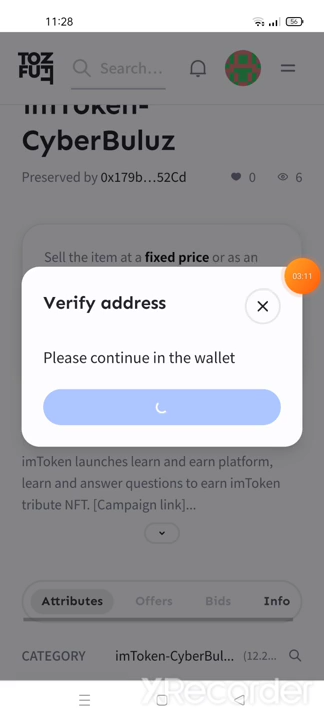 11:28
56
TOZ
FU
Search...
imToken-
CyberBuluz
Preserved by 0x179b...52Cd
0
6
Sell the item at a fixed price or as an
03:11
Verify address
Please continue in the wallet
imToken launches learn and earn platform,
learn and answer questions to earn imToken
tribute NFT. [Campaign link]...
Attributes
Offers
Bids
Info
CATEGORY
imToken-CyberBul...
(12.2...
XRecorder